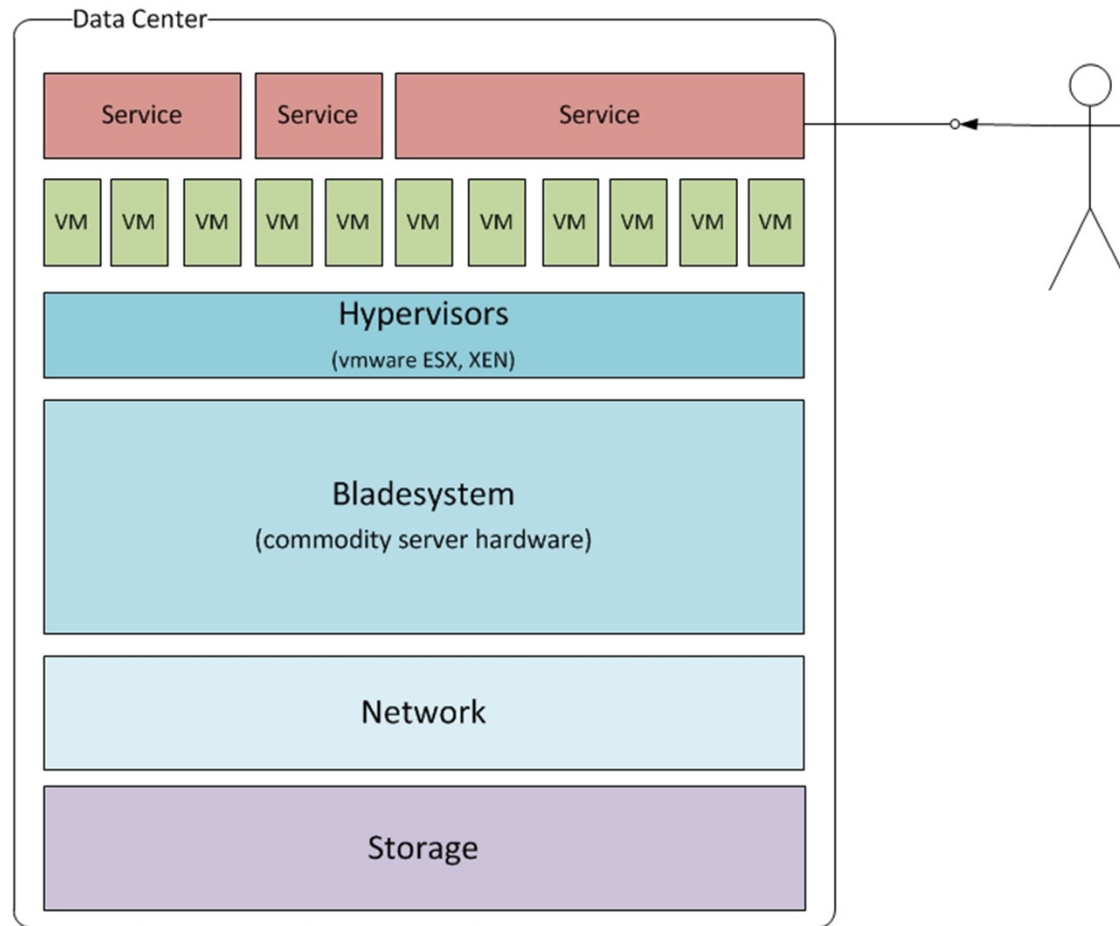 Data Center
Service Service Service
VM VM VM VM VM VM VM VM VM VM VM
Hypervisors
(vmware ESX, XEN)
Bladesystem
(commodity server hardware)
Network
Storage